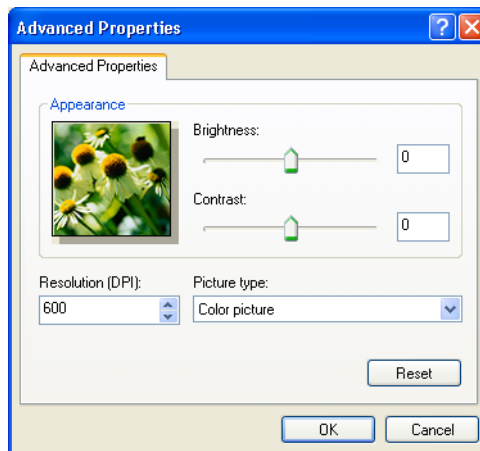 Advanced Properties
Advanced Properties
Appearance
Brightness:
0
Contrast:
0
Resolution (DPI): Picture type:
600 Color picture
Reset
OK Cancel